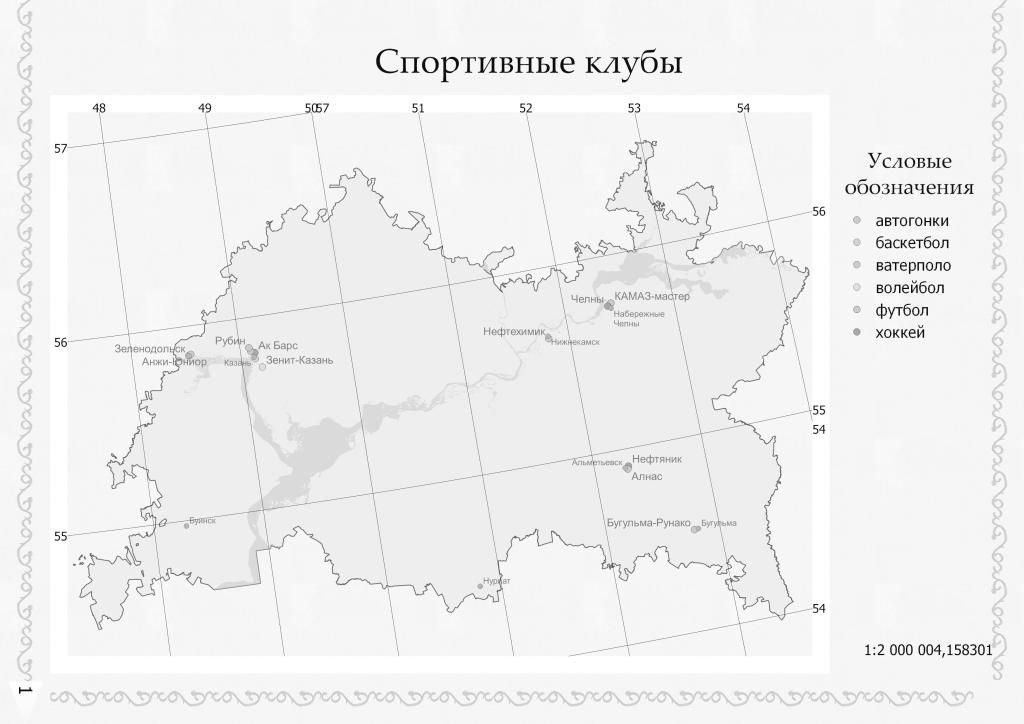 Спортивные клубы
48 49 50 57 51 52 53 54
57
56
Условые
обозначения
автогонки
баскетбол
ватерполо
волейбол
футбол
хоккей
Челны КАМАЗ-мастер
Набережные
Челны
Нефтехимик
Нижнекамск
56
Рубин Ак Барс
Зеленодольск
Анжи-Юниор Казань Зенит-Казань
55
54
Нефтяник
Альметьевск
Алнас
Буинск
Бугульма-Рунако Бугульма
55
Нурлат
54
1:2 000 004,158301
1